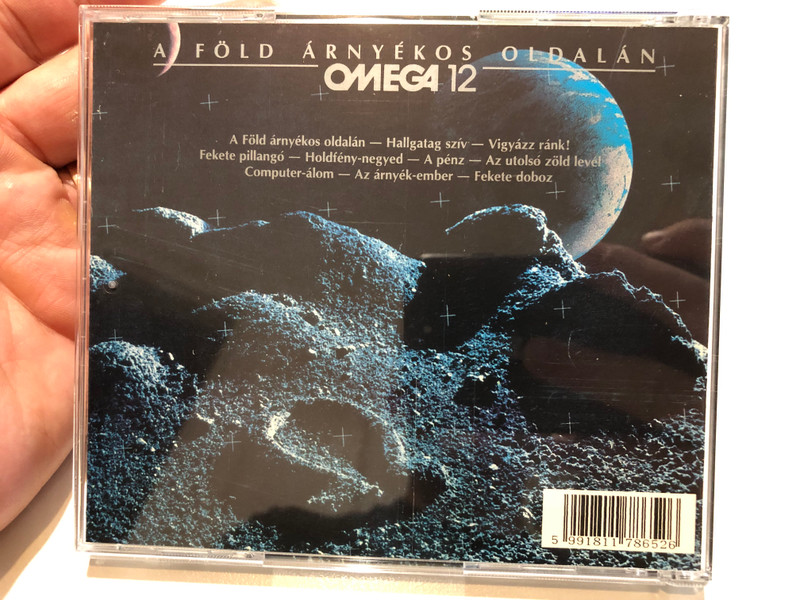 A FÖLD ÁRNYÉKOS OLDALÁN
OMEGA 12
A Föld árnyékos oldalán — Hallgatag szív — Vigyázz ránk!
Fekete pillangó — Holdfény-negyed — A pénz — Az utolsó zöld levél
Computer-álom — Az árnyék-ember — Fekete doboz
5 991811 786526